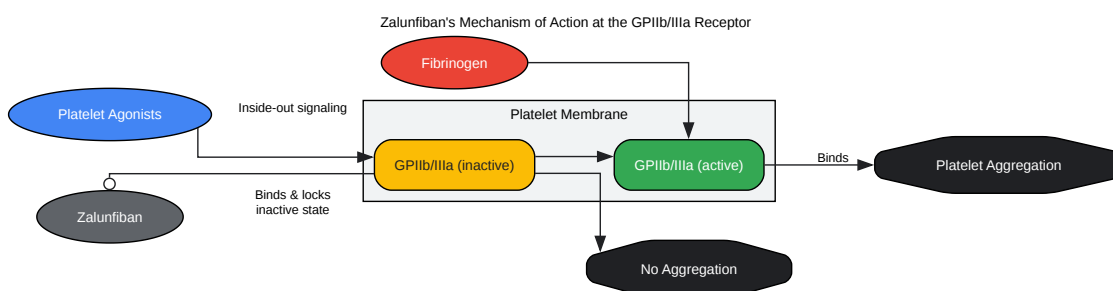 Zalunfiban's Mechanism of Action at the GPIIb/IIIa Receptor
Fibrinogen
Platelet Agonists
Inside-out signaling
Platelet Membrane
GPIIb/IIIa (inactive)
GPIIb/IIIa (active)
Binds
Platelet Aggregation
Binds & locks
inactive state
Zalunfiban
No Aggregation